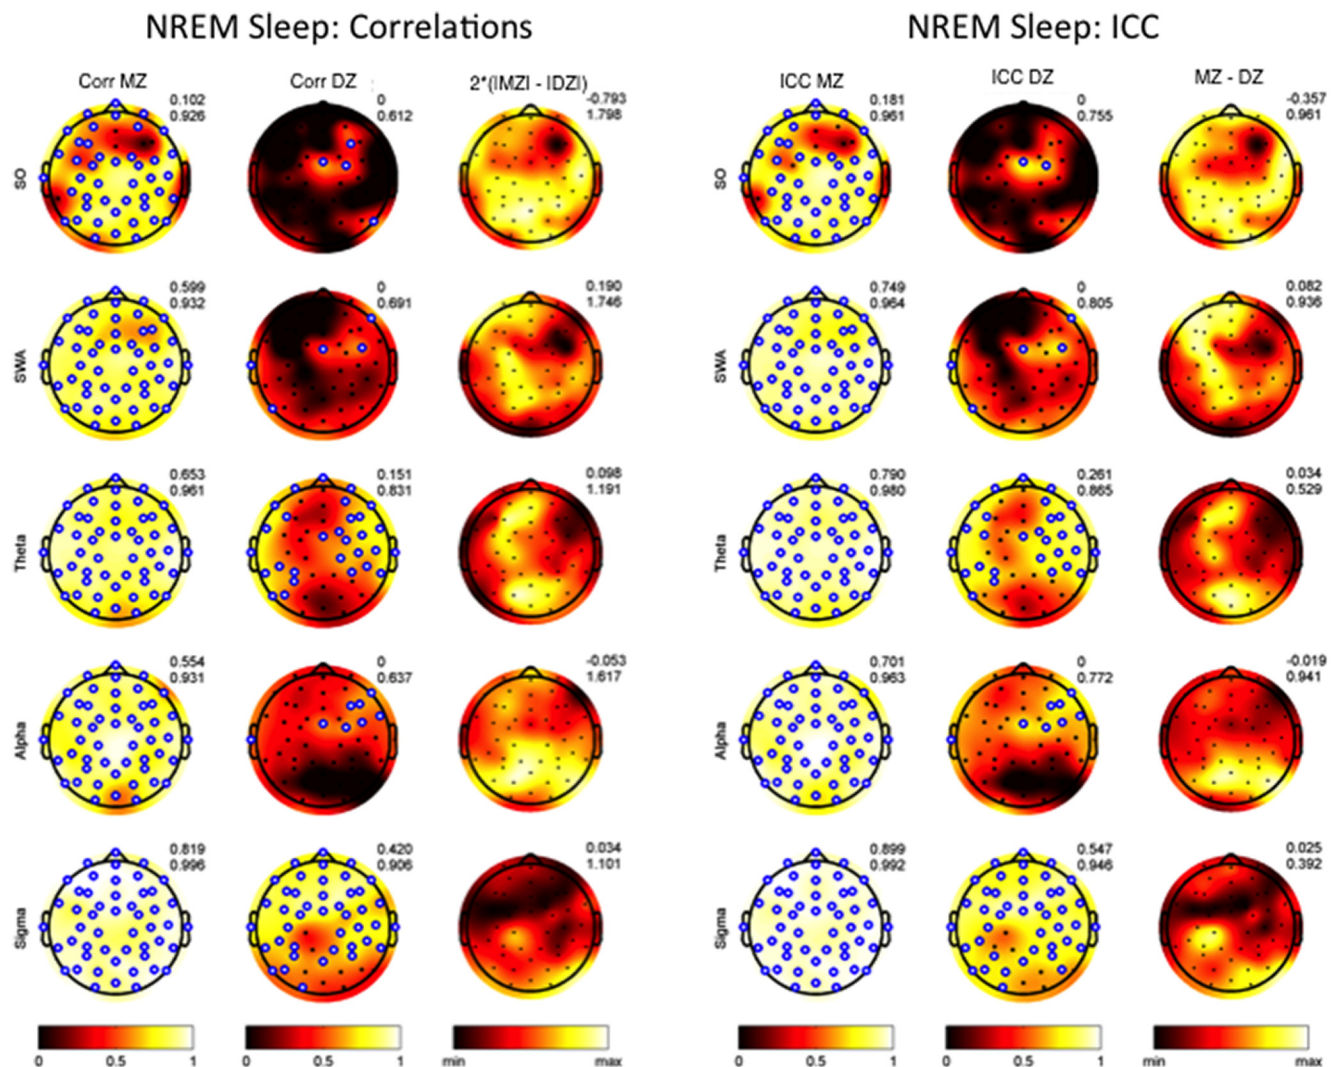 NREM Sleep: Correlations NREM Sleep: ICC
Corr MZ Corr DZ 2*(IMZI - IDZI) ICC MZ ICC DZ MZ - DZ
0.102 0 -0.793 0.181 0 -0.357
0.926 0.612 1.798 0.961 0.755 0.961
SO SO
0.599 0 0.190 0.749 0 0.082
0.932 0.691 1.746 0.964 0.805 0.936
SWA SWA
0.653 0.151 0.098 0.790 0.261 0.034
0.961 0.831 1.191 0.980 0.865 0.529
Theta Theta
0.554 0 -0.053 0.701 0 -0.019
0.931 0.637 1.617 0.963 0.772 0.941
Alpha Alpha
0.819 0.420 0.034 0.899 0.547 0.025
0.996 0.906 1.101 0.992 0.946 0.392
Sigma Sigma
0 0.5 1 0 0.5 1 min max 0 0.5 1 0 0.5 1 min max